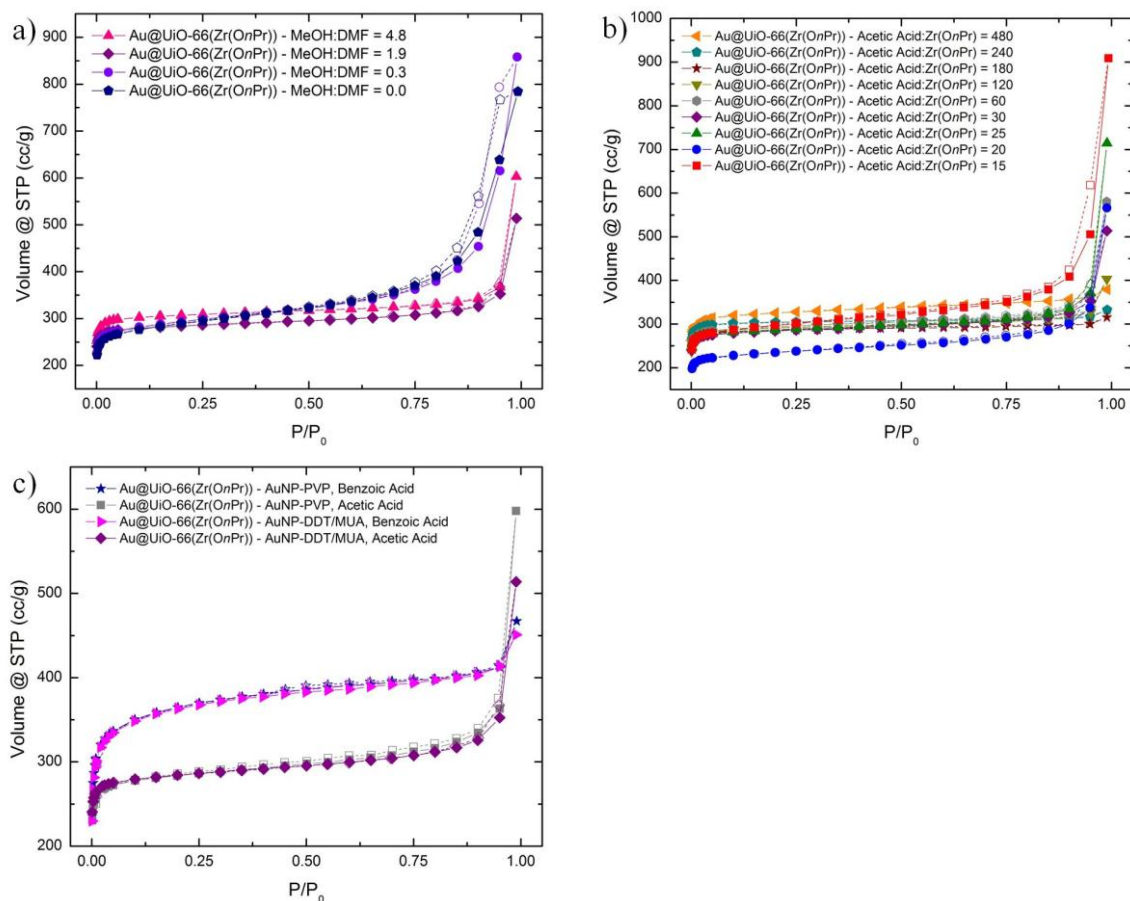 a)
Au@UiO-66(Zr(OnPr)) - MeOH:DMF = 4.8
Au@UiO-66(Zr(OnPr)) - MeOH:DMF = 1.9
Au@UiO-66(Zr(OnPr)) - MeOH:DMF = 0.3
Au@UiO-66(Zr(OnPr)) - MeOH:DMF = 0.0
Volume @ STP (cc/g)
900
800
700
600
500
400
300
200
0.00 0.25 0.50 0.75 1.00
P/P₀
b)
Au@UiO-66(Zr(OnPr)) - Acetic Acid:Zr(OnPr) = 480
Au@UiO-66(Zr(OnPr)) - Acetic Acid:Zr(OnPr) = 240
Au@UiO-66(Zr(OnPr)) - Acetic Acid:Zr(OnPr) = 180
Au@UiO-66(Zr(OnPr)) - Acetic Acid:Zr(OnPr) = 120
Au@UiO-66(Zr(OnPr)) - Acetic Acid:Zr(OnPr) = 60
Au@UiO-66(Zr(OnPr)) - Acetic Acid:Zr(OnPr) = 30
Au@UiO-66(Zr(OnPr)) - Acetic Acid:Zr(OnPr) = 25
Au@UiO-66(Zr(OnPr)) - Acetic Acid:Zr(OnPr) = 20
Au@UiO-66(Zr(OnPr)) - Acetic Acid:Zr(OnPr) = 15
Volume @ STP (cc/g)
1000
900
800
700
600
500
400
300
200
0.00 0.25 0.50 0.75 1.00
P/P₀
c)
Au@UiO-66(Zr(OnPr)) - AuNP-PVP, Benzoic Acid
Au@UiO-66(Zr(OnPr)) - AuNP-PVP, Acetic Acid
Au@UiO-66(Zr(OnPr)) - AuNP-DDT/MUA, Benzoic Acid
Au@UiO-66(Zr(OnPr)) - AuNP-DDT/MUA, Acetic Acid
Volume @ STP (cc/g)
600
500
400
300
200
0.00 0.25 0.50 0.75 1.00
P/P₀